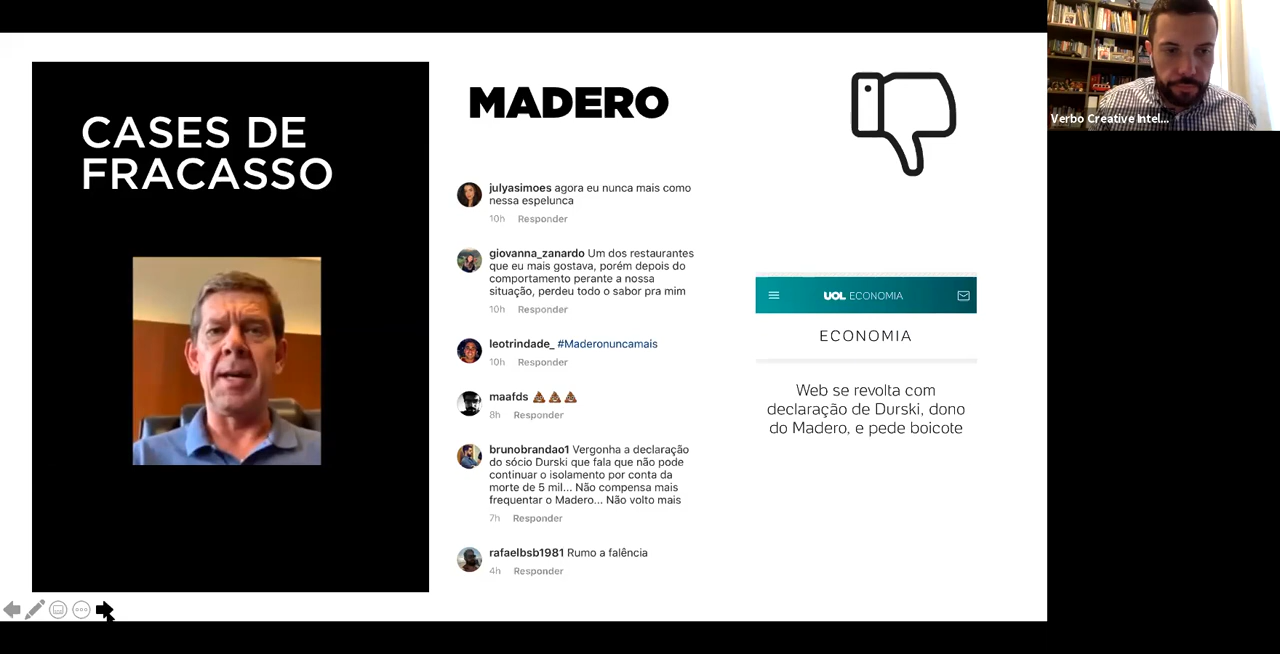 CASES DE
FRACASSO
MADERO
julyasimoes agora eu nunca mais como
nessa espelunca
10h Responder
giovanna_zanardo Um dos restaurantes
que eu mais gostava, porém depois do
comportamento perante a nossa
situação, perdeu todo o sabor pra mim
10h Responder
leotrindade_ #Maderonuncamais
10h Responder
maafds 💩💩💩
8h Responder
brunobrandao1 Vergonha a declaração
do sócio Durski que fala que não pode
continuar o isolamento por conta da
morte de 5 mil... Não compensa mais
frequentar o Madero... Não volto mais
7h Responder
rafaelbsb1981 Rumo a falência
4h Responder
UOL ECONOMIA
ECONOMIA
Web se revolta com
declaração de Durski, dono
do Madero, e pede boicote
Verbo Creative Intel...